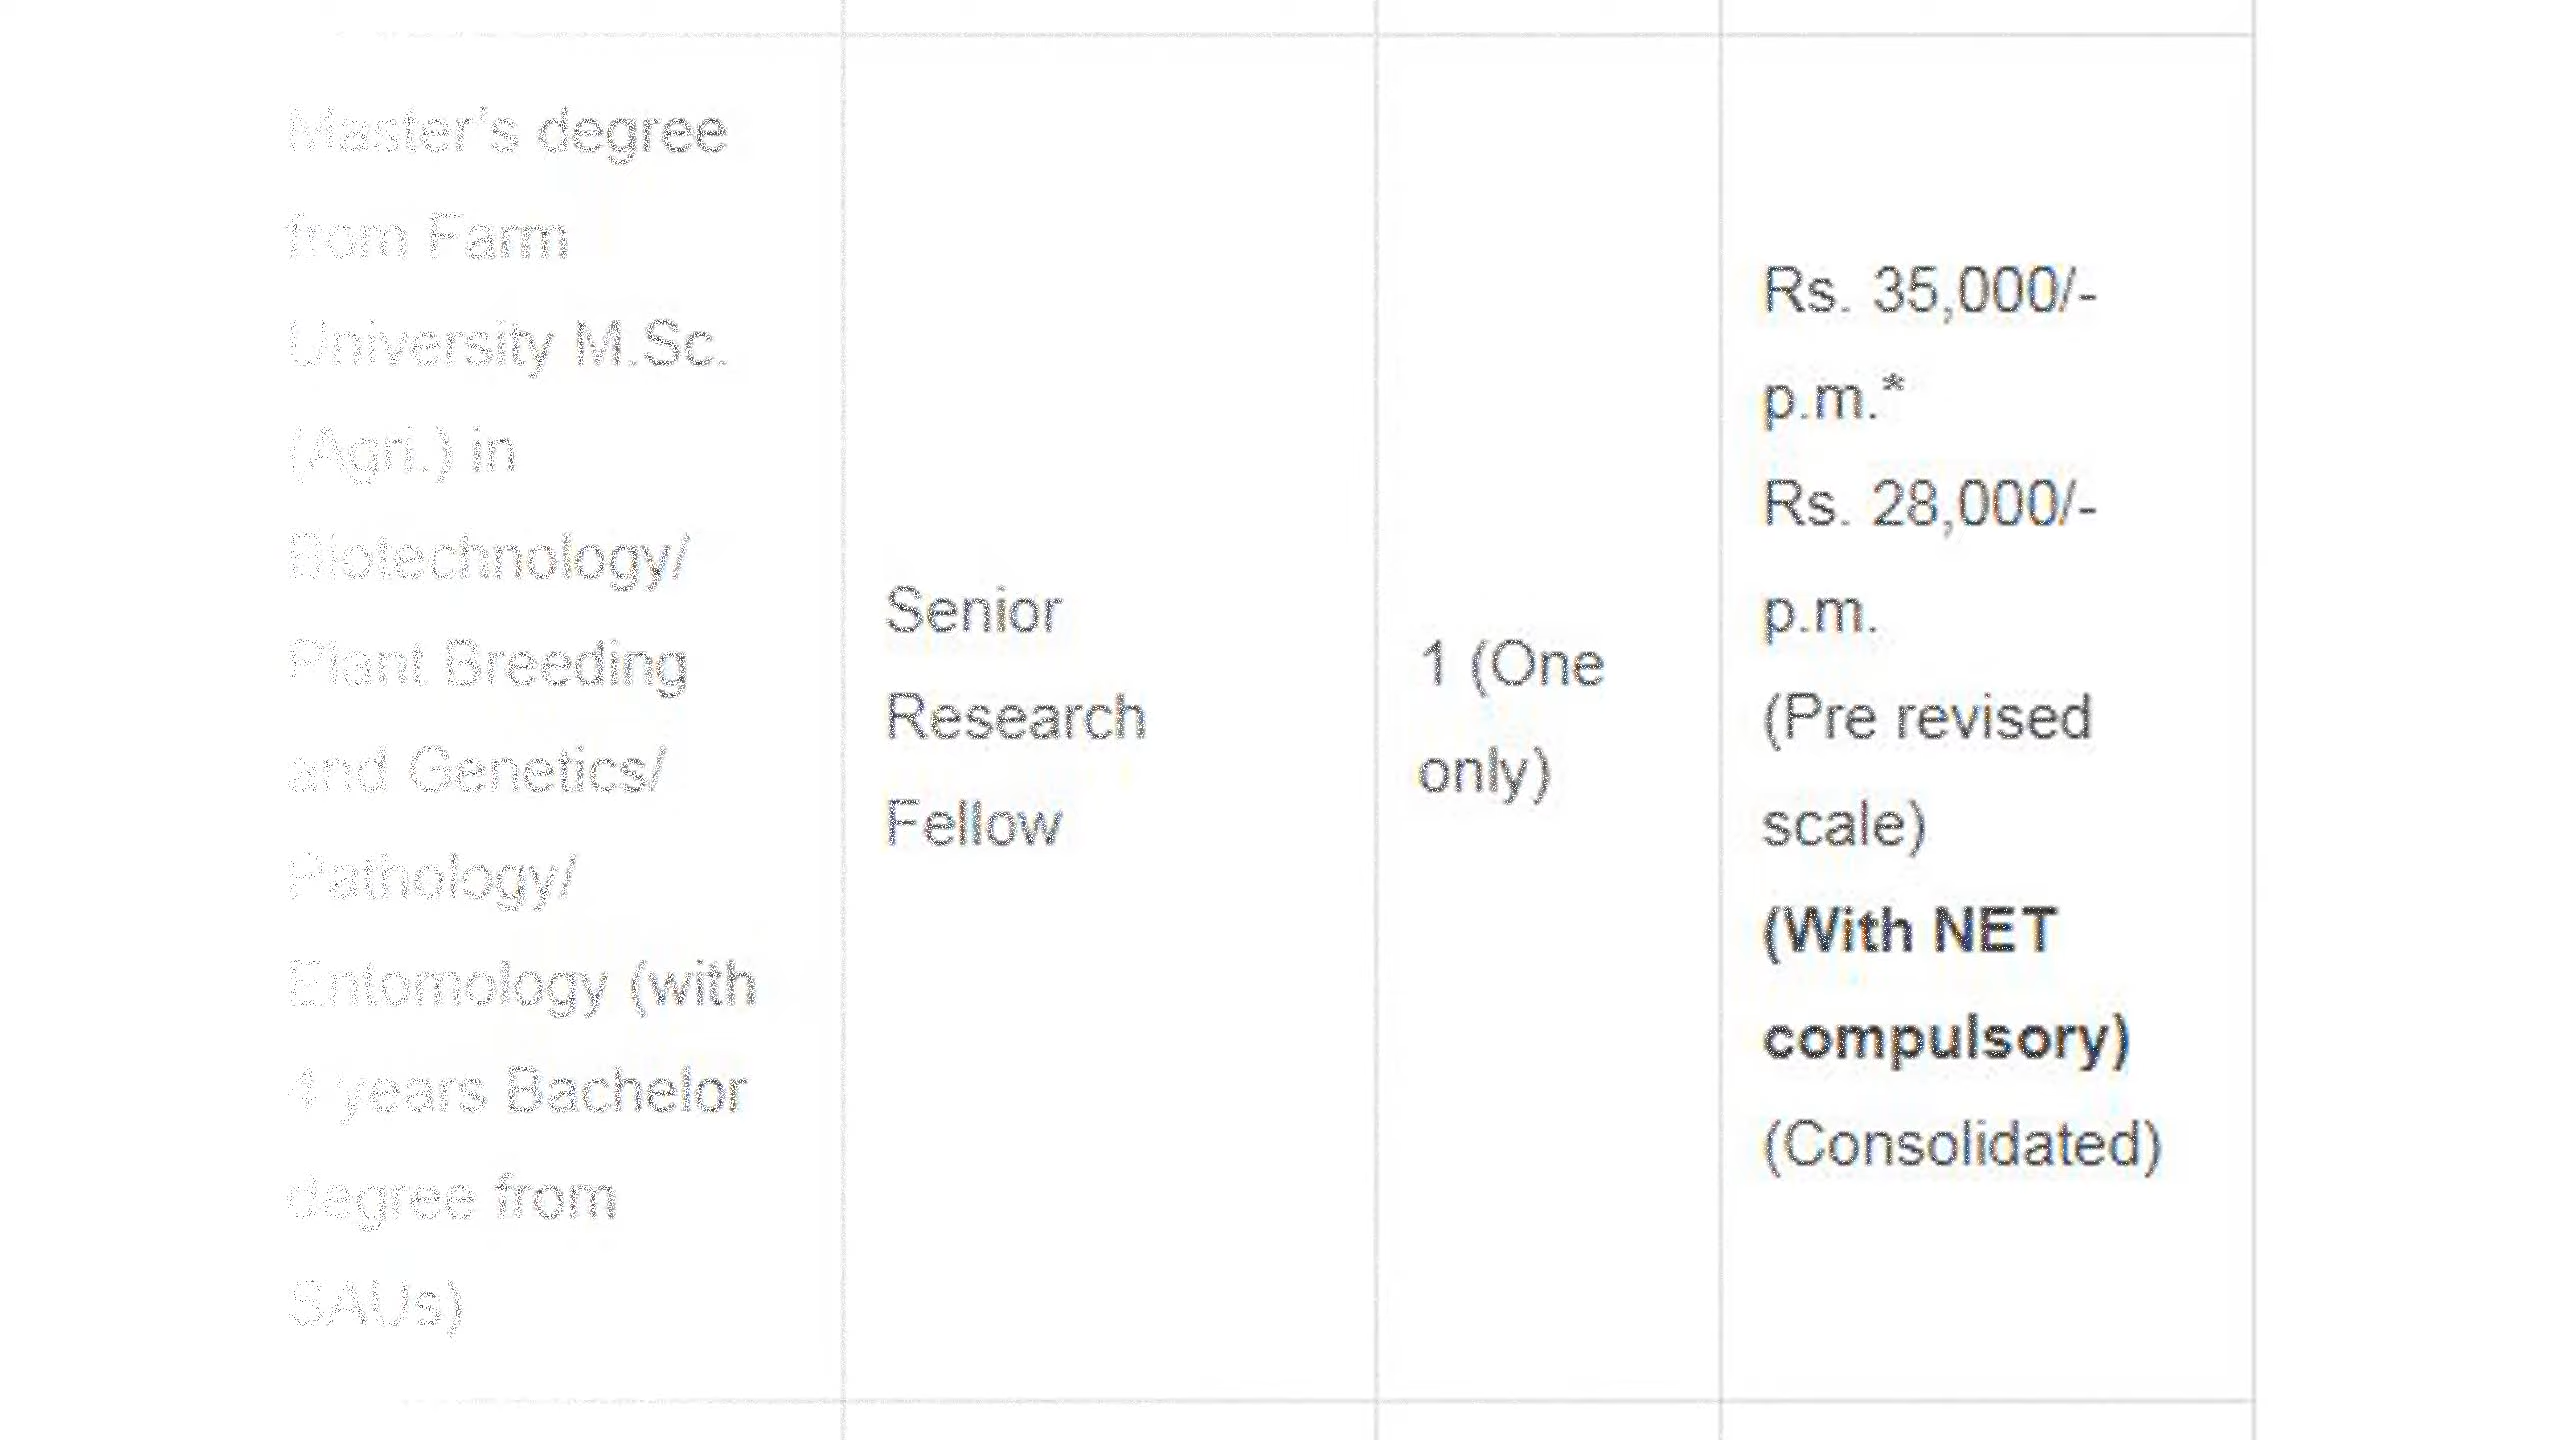 Master's degree
from Farm
University M.Sc.
(Agri.) in
Biotechnology/
Plant Breeding
and Genetics/
Pathology/
Entomology (with
4 years Bachelor
degree from
SAUs)
Senior
Research
Fellow
1 (One
only)
Rs. 35,000/-
p.m.*
Rs. 28,000/-
p.m.
(Pre revised
scale)
(With NET
compulsory)
(Consolidated)